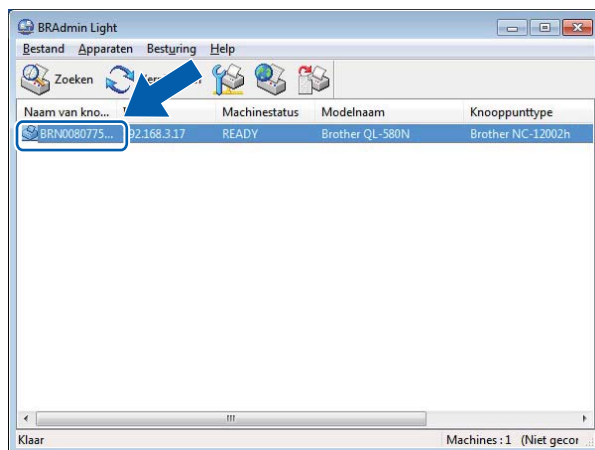 BRAdmin Light
Bestand Apparaten Besturing Help
Zoeken
Naam van kno... Machinestatus Modelnaam Knooppunttype
BRN0080775... 92.168.3.17 READY Brother QL-580N Brother NC-12002h
Klaar Machines : 1 (Niet gecor